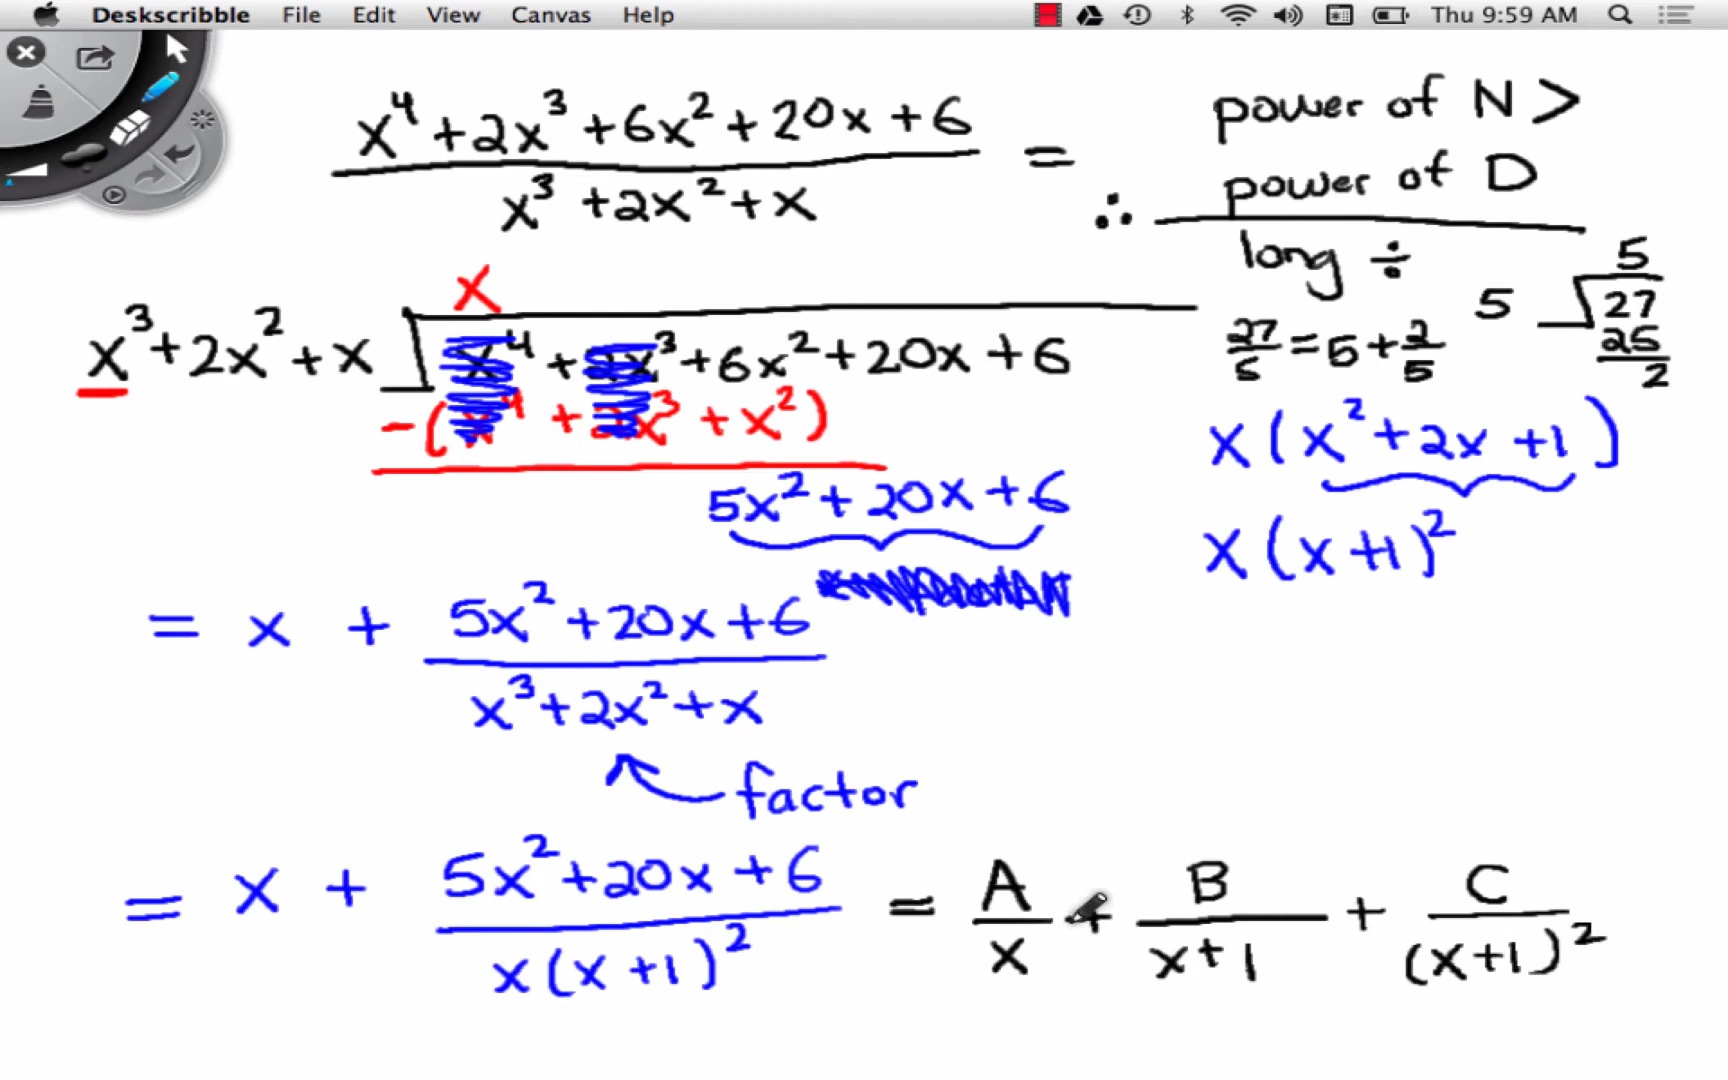 Deskscribble File Edit View Canvas Help Thu 9:59 AM
x⁴+2x³+6x²+20x+6 =
x³+2x²+x
power of N >
power of D
∴ long ÷
5
5 27
25
2
27/5 = 5 + 2/5
x
x³+2x²+x x⁴+2x³+6x²+20x+6
-(x⁴+2x³+x²)
5x²+20x+6
x(x²+2x+1)
x(x+1)²
= x + 5x²+20x+6
x³+2x²+x
factor
= x + 5x²+20x+6 = A + B + C
x(x+1)² x x+1 (x+1)²